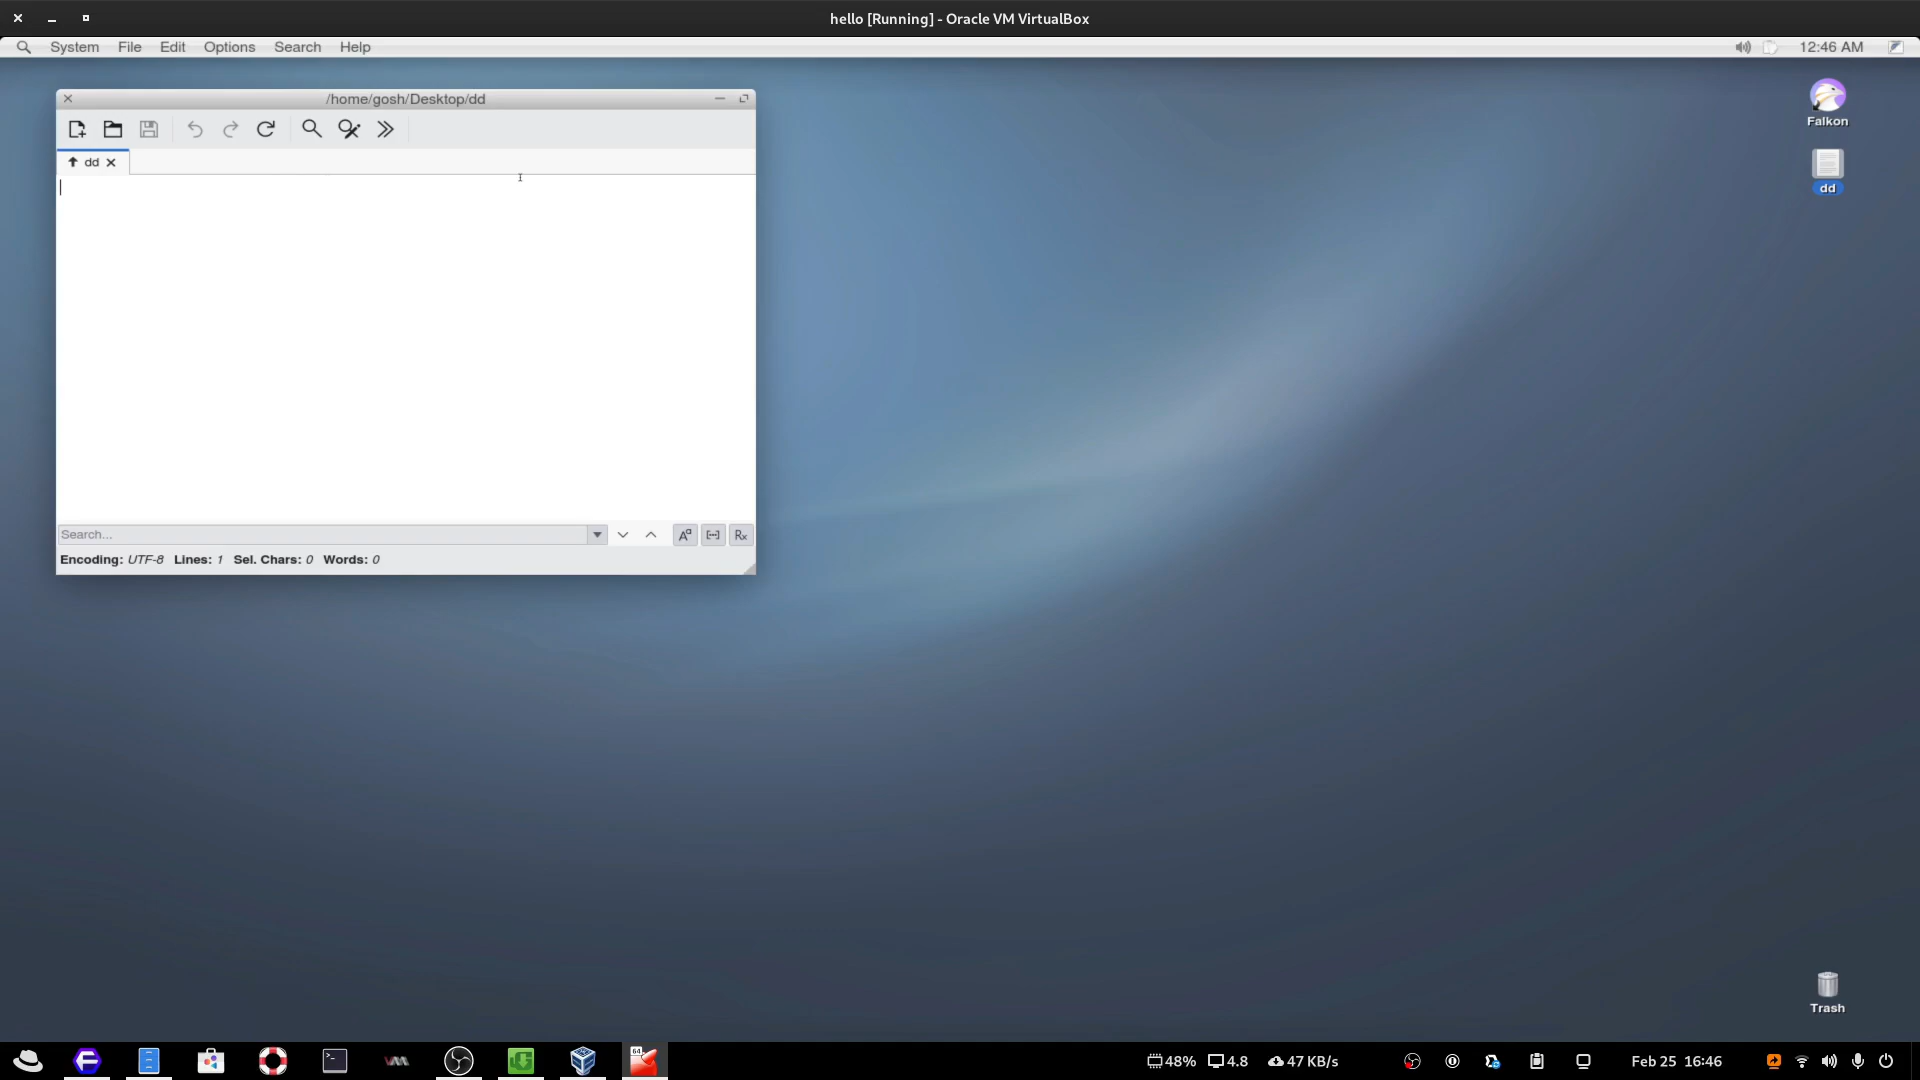 hello [Running] - Oracle VM VirtualBox
System File Edit Options Search Help 12:46 AM
/home/gosh/Desktop/dd
Falkon
dd
dd
Search...
Encoding: UTF-8 Lines: 1 Sel. Chars: 0 Words: 0
Trash
48% 4.8 47 KB/s Feb 25 16:46
64